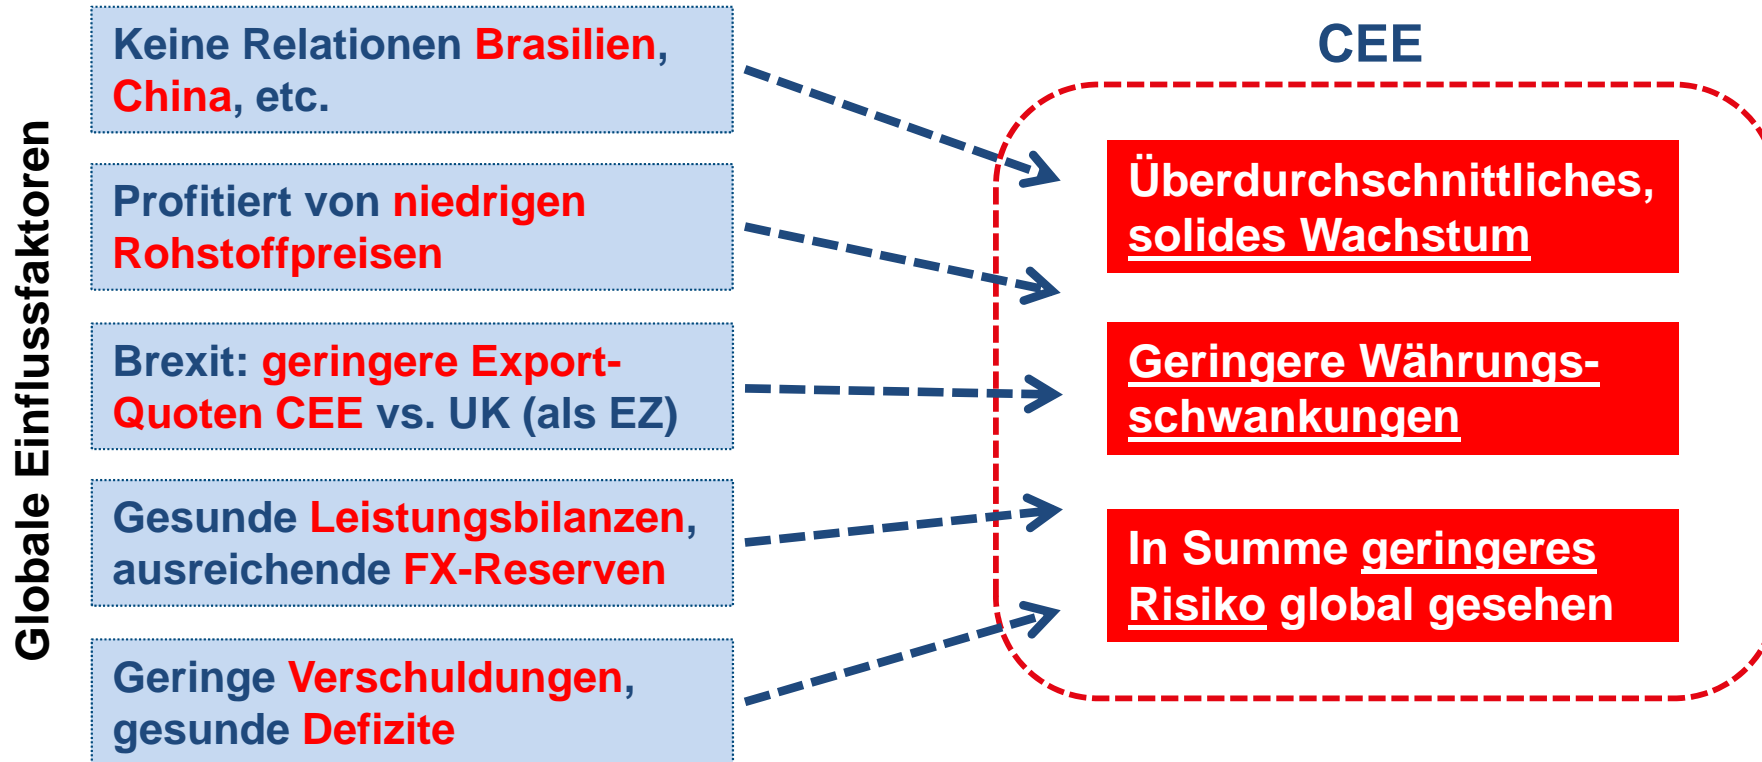 Globale Einflussfaktoren
Keine Relationen Brasilien,
China, etc.
Profitiert von niedrigen
Rohstoffpreisen
Brexit: geringere Export-
Quoten CEE vs. UK (als EZ)
Gesunde Leistungsbilanzen,
ausreichende FX-Reserven
Geringe Verschuldungen,
gesunde Defizite
CEE
Überdurchschnittliches,
solides Wachstum
Geringere Währungs-
schwankungen
In Summe geringeres
Risiko global gesehen